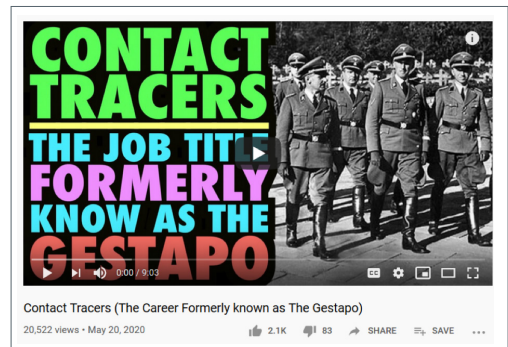 CONTACT
TRACERS
THE JOB TITLE
FORMERLY
KNOW AS THE
GESTAPO
0:00 / 9:03
CC
Contact Tracers (The Career Formerly known as The Gestapo)
20,522 views • May 20, 2020 2.1K 83 SHARE SAVE